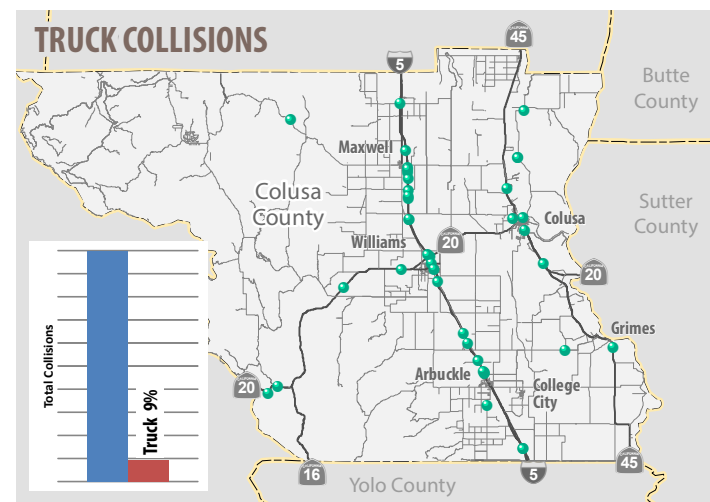 TRUCK COLLISIONS
5
CALIFORNIA
45
Butte
County
Maxwell
Colusa
County
Sutter
County
Colusa
Williams
20
20
Total Collisions
Truck 9%
Grimes
Arbuckle
College
City
20
16
5
45
Yolo County